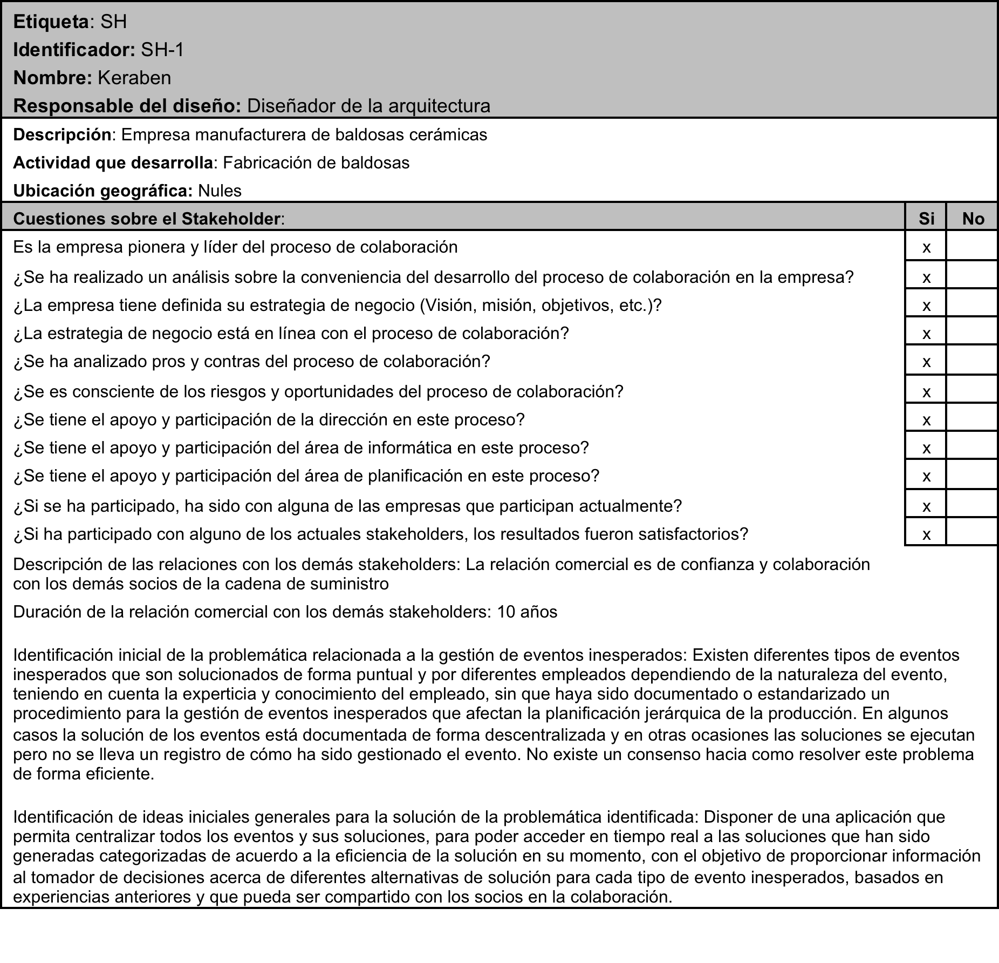 Etiqueta: SH
Identificador: SH-1
Nombre: Keraben
Responsable del diseño: Diseñador de la arquitectura
Descripción: Empresa manufacturera de baldosas cerámicas
Actividad que desarrolla: Fabricación de baldosas
Ubicación geográfica: Nules
Cuestiones sobre el Stakeholder: Si No
Es la empresa pionera y líder del proceso de colaboración x
¿Se ha realizado un análisis sobre la conveniencia del desarrollo del proceso de colaboración en la empresa? x
¿La empresa tiene definida su estrategia de negocio (Visión, misión, objetivos, etc.)? x
¿La estrategia de negocio está en línea con el proceso de colaboración? x
¿Se ha analizado pros y contras del proceso de colaboración? x
¿Se es consciente de los riesgos y oportunidades del proceso de colaboración? x
¿Se tiene el apoyo y participación de la dirección en este proceso? x
¿Se tiene el apoyo y participación del área de informática en este proceso? x
¿Se tiene el apoyo y participación del área de planificación en este proceso? x
¿Si se ha participado, ha sido con alguna de las empresas que participan actualmente? x
¿Si ha participado con alguno de los actuales stakeholders, los resultados fueron satisfactorios? x
Descripción de las relaciones con los demás stakeholders: La relación comercial es de confianza y colaboración
con los demás socios de la cadena de suministro
Duración de la relación comercial con los demás stakeholders: 10 años
Identificación inicial de la problemática relacionada a la gestión de eventos inesperados: Existen diferentes tipos de eventos
inesperados que son solucionados de forma puntual y por diferentes empleados dependiendo de la naturaleza del evento,
teniendo en cuenta la experticia y conocimiento del empleado, sin que haya sido documentado o estandarizado un
procedimiento para la gestión de eventos inesperados que afectan la planificación jerárquica de la producción. En algunos
casos la solución de los eventos está documentada de forma descentralizada y en otras ocasiones las soluciones se ejecutan
pero no se lleva un registro de cómo ha sido gestionado el evento. No existe un consenso hacia como resolver este problema
de forma eficiente.
Identificación de ideas iniciales generales para la solución de la problemática identificada: Disponer de una aplicación que
permita centralizar todos los eventos y sus soluciones, para poder acceder en tiempo real a las soluciones que han sido
generadas categorizadas de acuerdo a la eficiencia de la solución en su momento, con el objetivo de proporcionar información
al tomador de decisiones acerca de diferentes alternativas de solución para cada tipo de evento inesperados, basados en
experiencias anteriores y que pueda ser compartido con los socios en la colaboración.